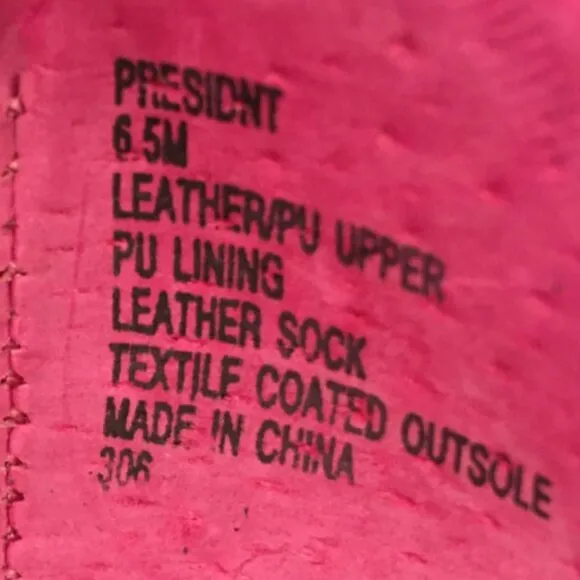 PRESIDNT
6.5M
LEATHER/PU UPPER
PU LINING
LEATHER SOCK
TEXTILE COATED OUTSOLE
MADE IN CHINA
306